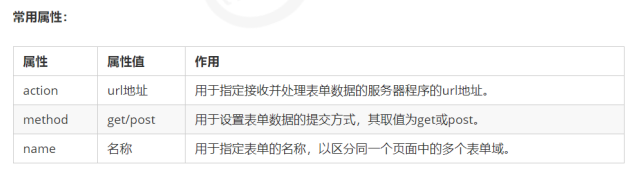 常用属性：
属性 属性值 作用
action url地址 用于指定接收并处理表单数据的服务器程序的url地址。
method get/post 用于设置表单数据的提交方式，其取值为get或post。
name 名称 用于指定表单的名称，以区分同一个页面中的多个表单域。